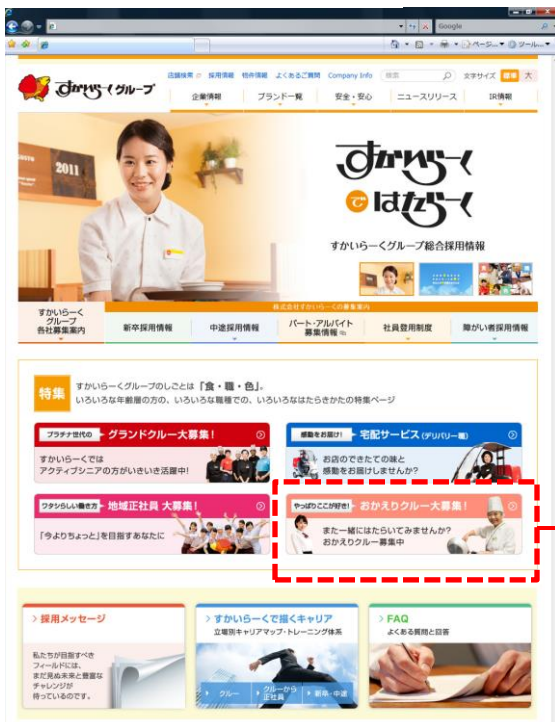 Google
ページ
ツール
すかいらーくグループ
店舗検索 採用情報 物件情報 よくあるご質問 Company Info 検索 文字サイズ 標準 大
企業情報 ブランド一覧 安全・安心 ニュースリリース IR情報
2011
すかいらーく
で
はたらーく
すかいらーくグループ総合採用情報
株式会社すかいらーくの募集案内
すかいらーく
グループ
各社募集案内
新卒採用情報
中途採用情報
パート・アルバイト
募集情報
社員登用制度
障がい者採用情報
特集
すかいらーくグループのしごとは「食・職・色」。
いろいろな年齢層の方の、いろいろな職種での、いろいろなはたらきかたの特集ページ
プラチナ世代の グランドクルー大募集!
すかいらーくでは
アクティブシニアの方がいきいき活躍中!
感動をお届け! 宅配サービス(デリバリー職)
お店のできたての味と
感動をお届けしませんか?
ワタシらしい働き方 地域正社員 大募集!
「今よりちょっと」を目指すあなたに
やっぱりここが好き! おかえりクルー大募集!
また一緒にはたらいてみませんか?
おかえりクルー募集中
> 採用メッセージ
私たちが目指すべき
フィールドには、
まだ見ぬ未来と豊富な
チャレンジが
待っているのです。
> すかいらーくで描くキャリア
立場別キャリアマップ・トレーニング体系
クルー
クルーから
正社員
新卒・中途
> FAQ
よくある質問と回答